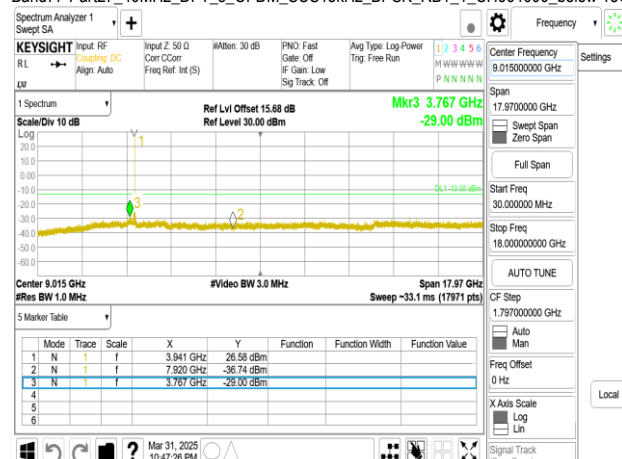 Spectrum Analyzer 1
Swept SA
Frequency
KEYSIGHT
RL
Input: RF
Coupling: DC
Align: Auto
Input Z: 50 Ω
Corr CCorr
Freq Ref: Int (S)
#Atten: 30 dB
PNO: Fast
Gate: Off
IF Gain: Low
Sig Track: Off
Avg Type: Log-Power
Trig: Free Run
1 2 3 4 5 6
M W W W W W
P N N N N N
LXI
1 Spectrum
Scale/Div 10 dB
Log
Ref Lvl Offset 15.68 dB
Ref Level 30.00 dBm
Mkr3 3.767 GHz
-29.00 dBm
20.0
10.0
0.00
-10.0
-20.0
-30.0
-40.0
-50.0
-60.0
1
2
3
DL1 -13.00 dBm
Center 9.015 GHz
#Res BW 1.0 MHz
#Video BW 3.0 MHz
Span 17.97 GHz
Sweep ~33.1 ms (17971 pts)
5 Marker Table
Mode Trace Scale X Y Function Function Width Function Value
1 N 1 f 3.941 GHz 26.58 dBm
2 N 1 f 7.920 GHz -36.74 dBm
3 N 1 f 3.767 GHz -29.00 dBm
4
5
6
?
Mar 31, 2025
10:47:26 PM
Center Frequency
9.015000000 GHz
Settings
Span
17.9700000 GHz
Swept Span
Zero Span
Full Span
Start Freq
30.000000 MHz
Stop Freq
18.000000000 GHz
AUTO TUNE
CF Step
1.797000000 GHz
Auto
Man
Freq Offset
0 Hz
Local
X Axis Scale
Log
Lin
Signal Track